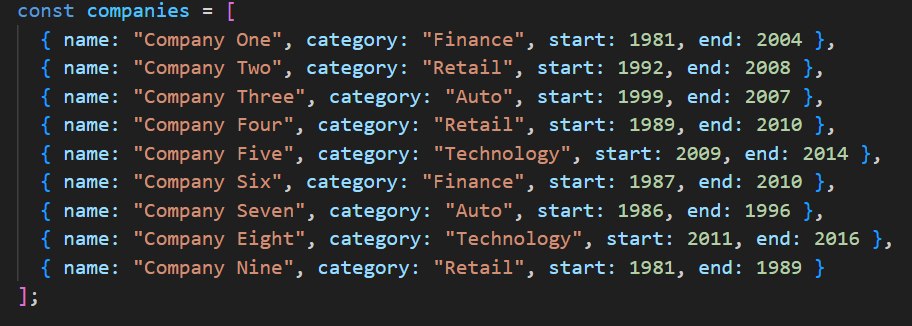 const companies = [
{ name: "Company One", category: "Finance", start: 1981, end: 2004 },
{ name: "Company Two", category: "Retail", start: 1992, end: 2008 },
{ name: "Company Three", category: "Auto", start: 1999, end: 2007 },
{ name: "Company Four", category: "Retail", start: 1989, end: 2010 },
{ name: "Company Five", category: "Technology", start: 2009, end: 2014 },
{ name: "Company Six", category: "Finance", start: 1987, end: 2010 },
{ name: "Company Seven", category: "Auto", start: 1986, end: 1996 },
{ name: "Company Eight", category: "Technology", start: 2011, end: 2016 },
{ name: "Company Nine", category: "Retail", start: 1981, end: 1989 }
];